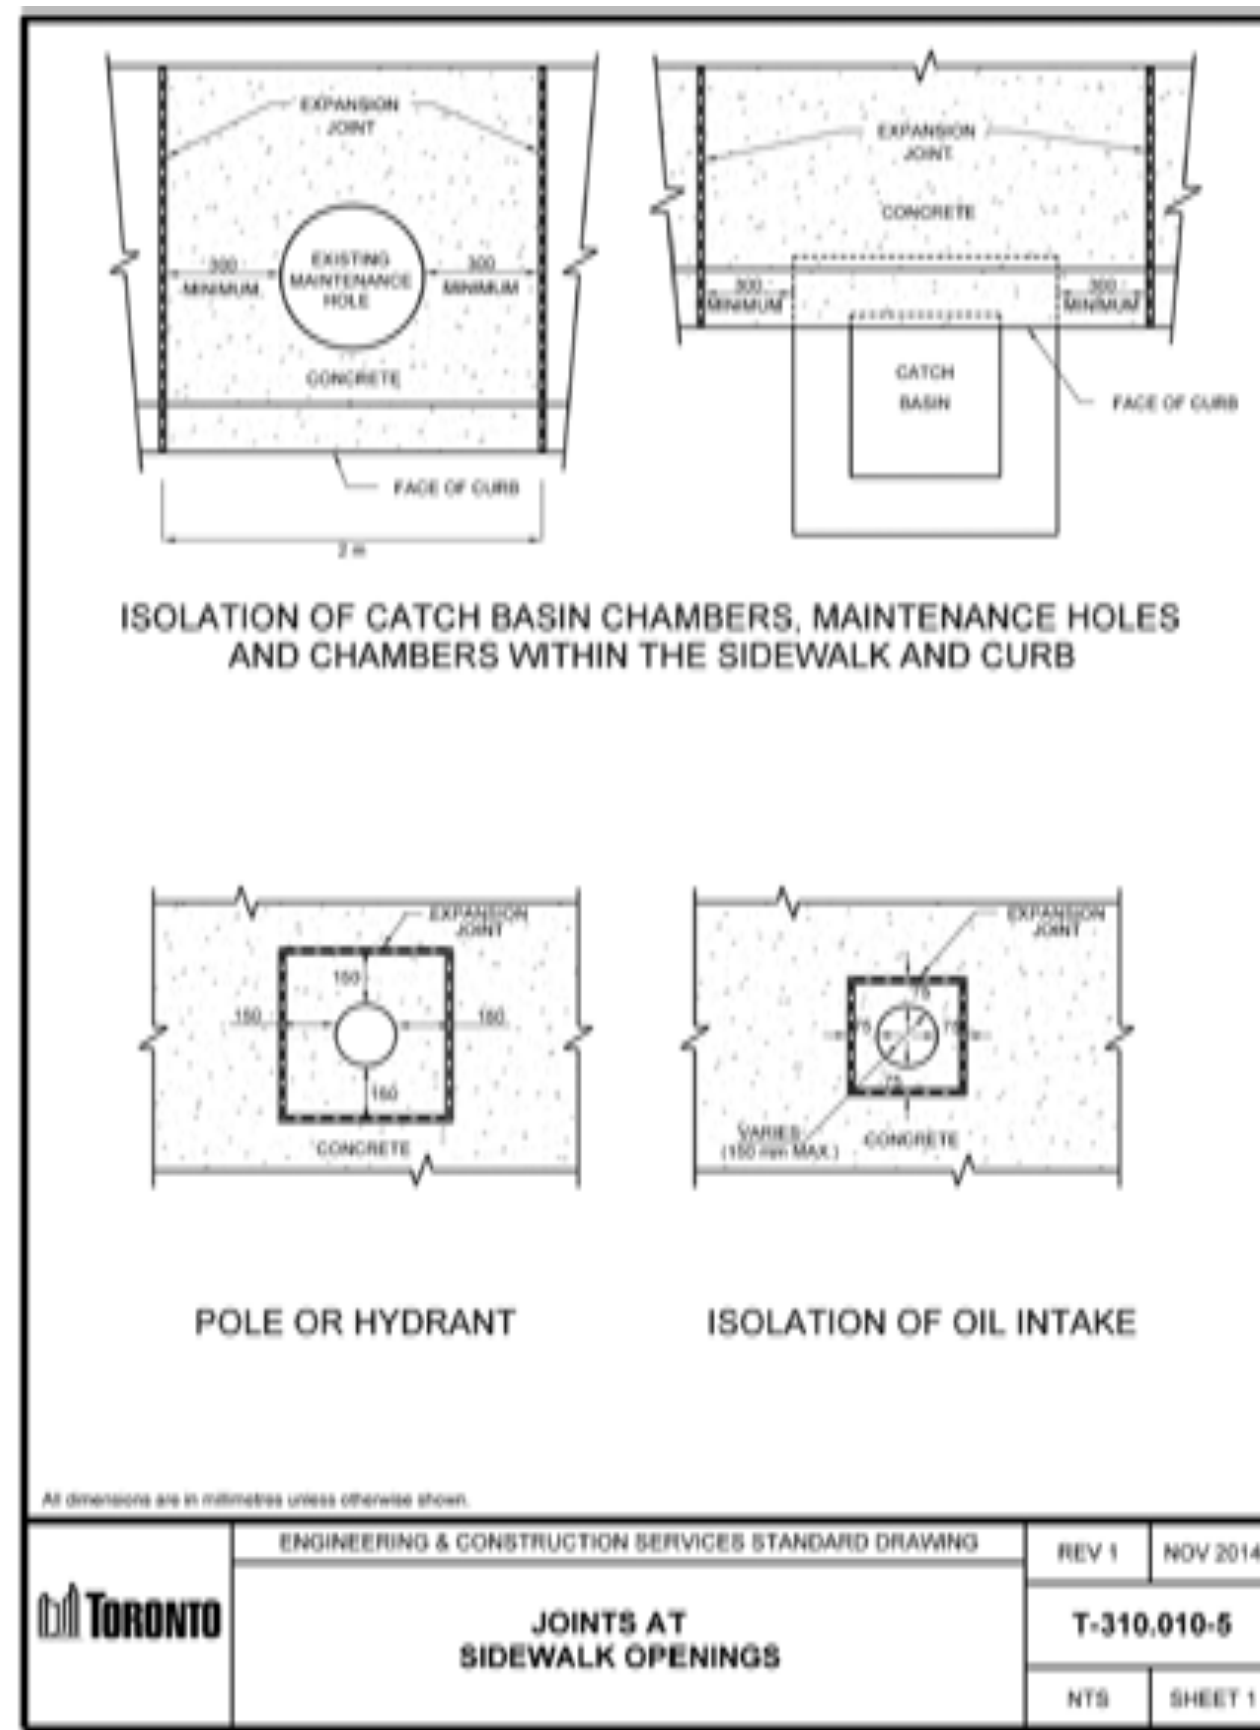 EXPANSION
JOINT
300
MINIMUM
EXISTING
MAINTENANCE
HOLE
300
MINIMUM
CONCRETE
FACE OF CURB
2 m
EXPANSION
JOINT
CONCRETE
300
MINIMUM
300
MINIMUM
CATCH
BASIN
FACE OF CURB
ISOLATION OF CATCH BASIN CHAMBERS, MAINTENANCE HOLES
AND CHAMBERS WITHIN THE SIDEWALK AND CURB
EXPANSION
JOINT
150
150
150
150
CONCRETE
EXPANSION
JOINT
75
75
75
75
VARIES
(150 mm MAX.)
CONCRETE
POLE OR HYDRANT
ISOLATION OF OIL INTAKE
All dimensions are in millimetres unless otherwise shown.
TORONTO
ENGINEERING & CONSTRUCTION SERVICES STANDARD DRAWING
JOINTS AT
SIDEWALK OPENINGS
REV 1
NOV 2014
T-310.010-5
NTS
SHEET 1